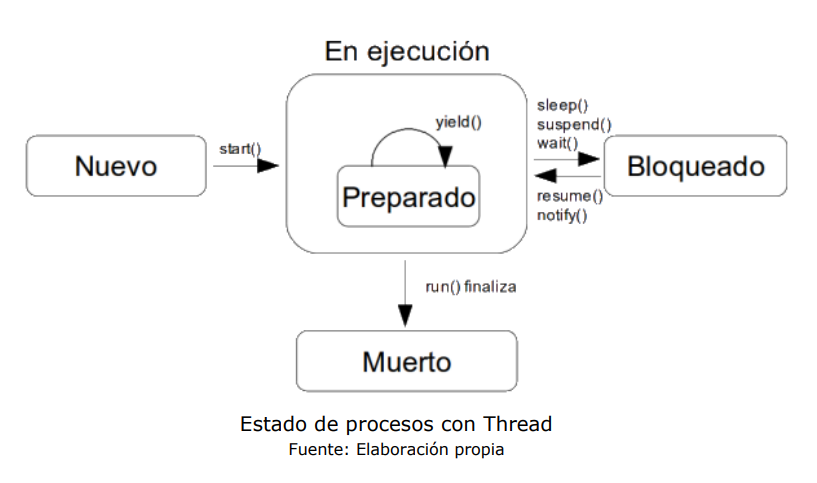 En ejecución
sleep()
suspend()
wait()
yield()
start()
Nuevo
Preparado
Bloqueado
resume()
notify()
run() finaliza
Muerto
Estado de procesos con Thread
Fuente: Elaboración propia